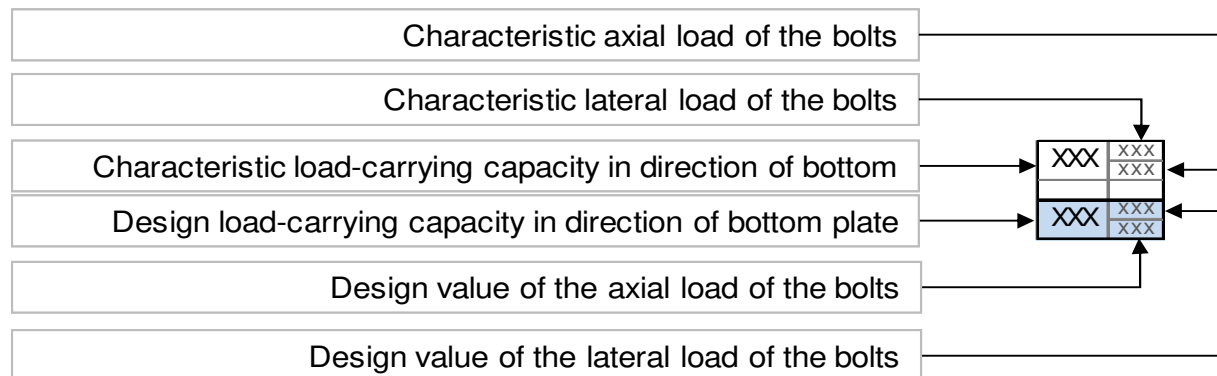 Characteristic axial load of the bolts
Characteristic lateral load of the bolts
Characteristic load-carrying capacity in direction of bottom
Design load-carrying capacity in direction of bottom plate
Design value of the axial load of the bolts
Design value of the lateral load of the bolts
XXX xxx
xxx
XXX xxx
xxx